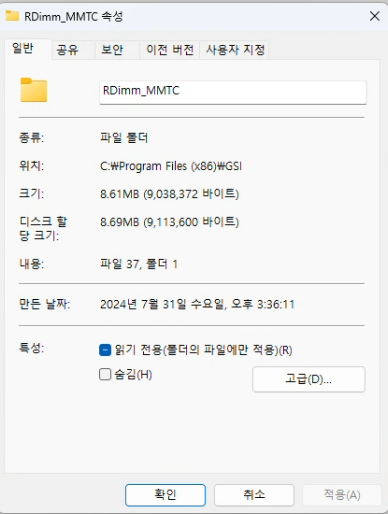 RDimm_MMTC 속성
일반 공유 보안 이전 버전 사용자 지정
RDimm_MMTC
종류: 파일 폴더
위치: C:₩Program Files (x86)₩GSI
크기: 8.61MB (9,038,372 바이트)
디스크 할
당 크기: 8.69MB (9,113,600 바이트)
내용: 파일 37, 폴더 1
만든 날짜: 2024년 7월 31일 수요일, 오후 3:36:11
특성: 읽기 전용(폴더의 파일에만 적용)(R)
숨김(H)
고급(D)...
확인 취소 적용(A)